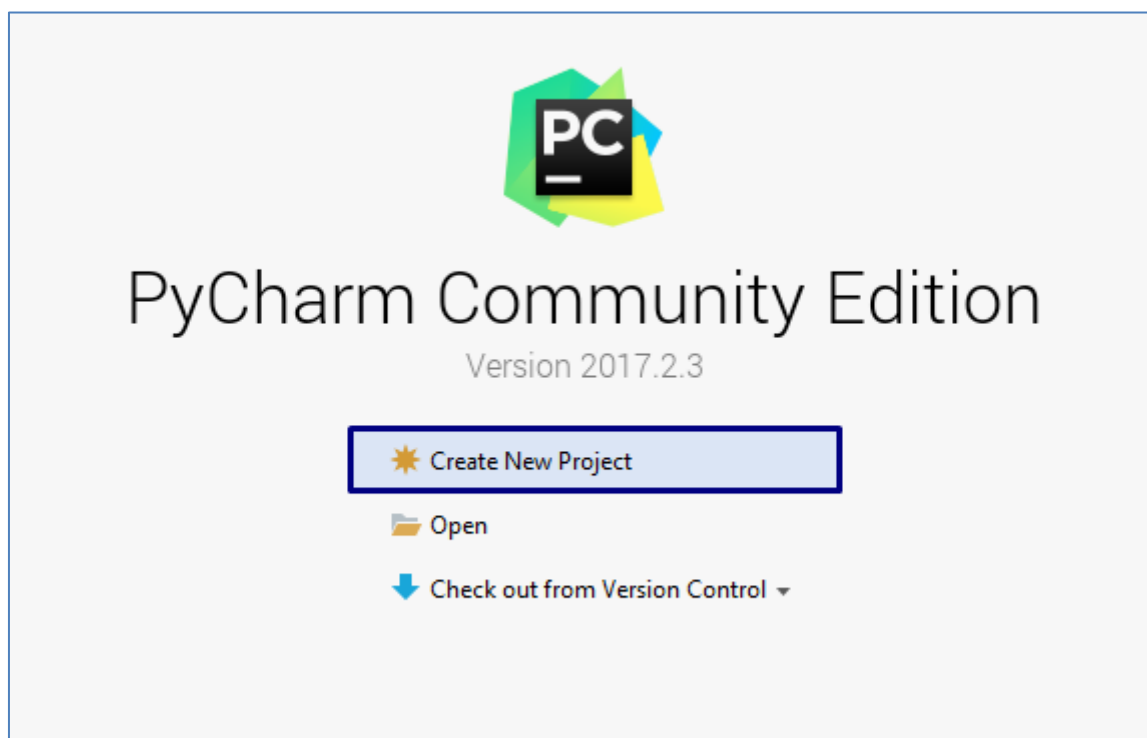 PC
PyCharm Community Edition
Version 2017.2.3
Create New Project
Open
Check out from Version Control